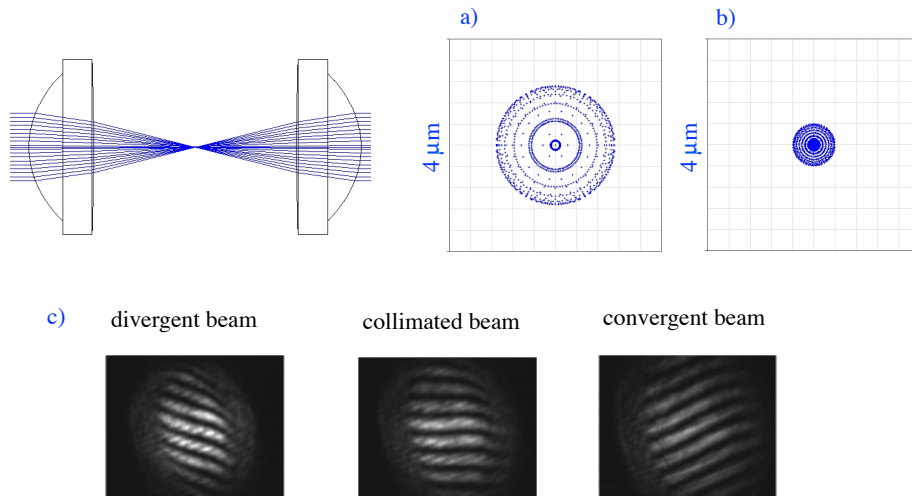 a)
b)
4 μm
4 μm
c)
divergent beam
collimated beam
convergent beam